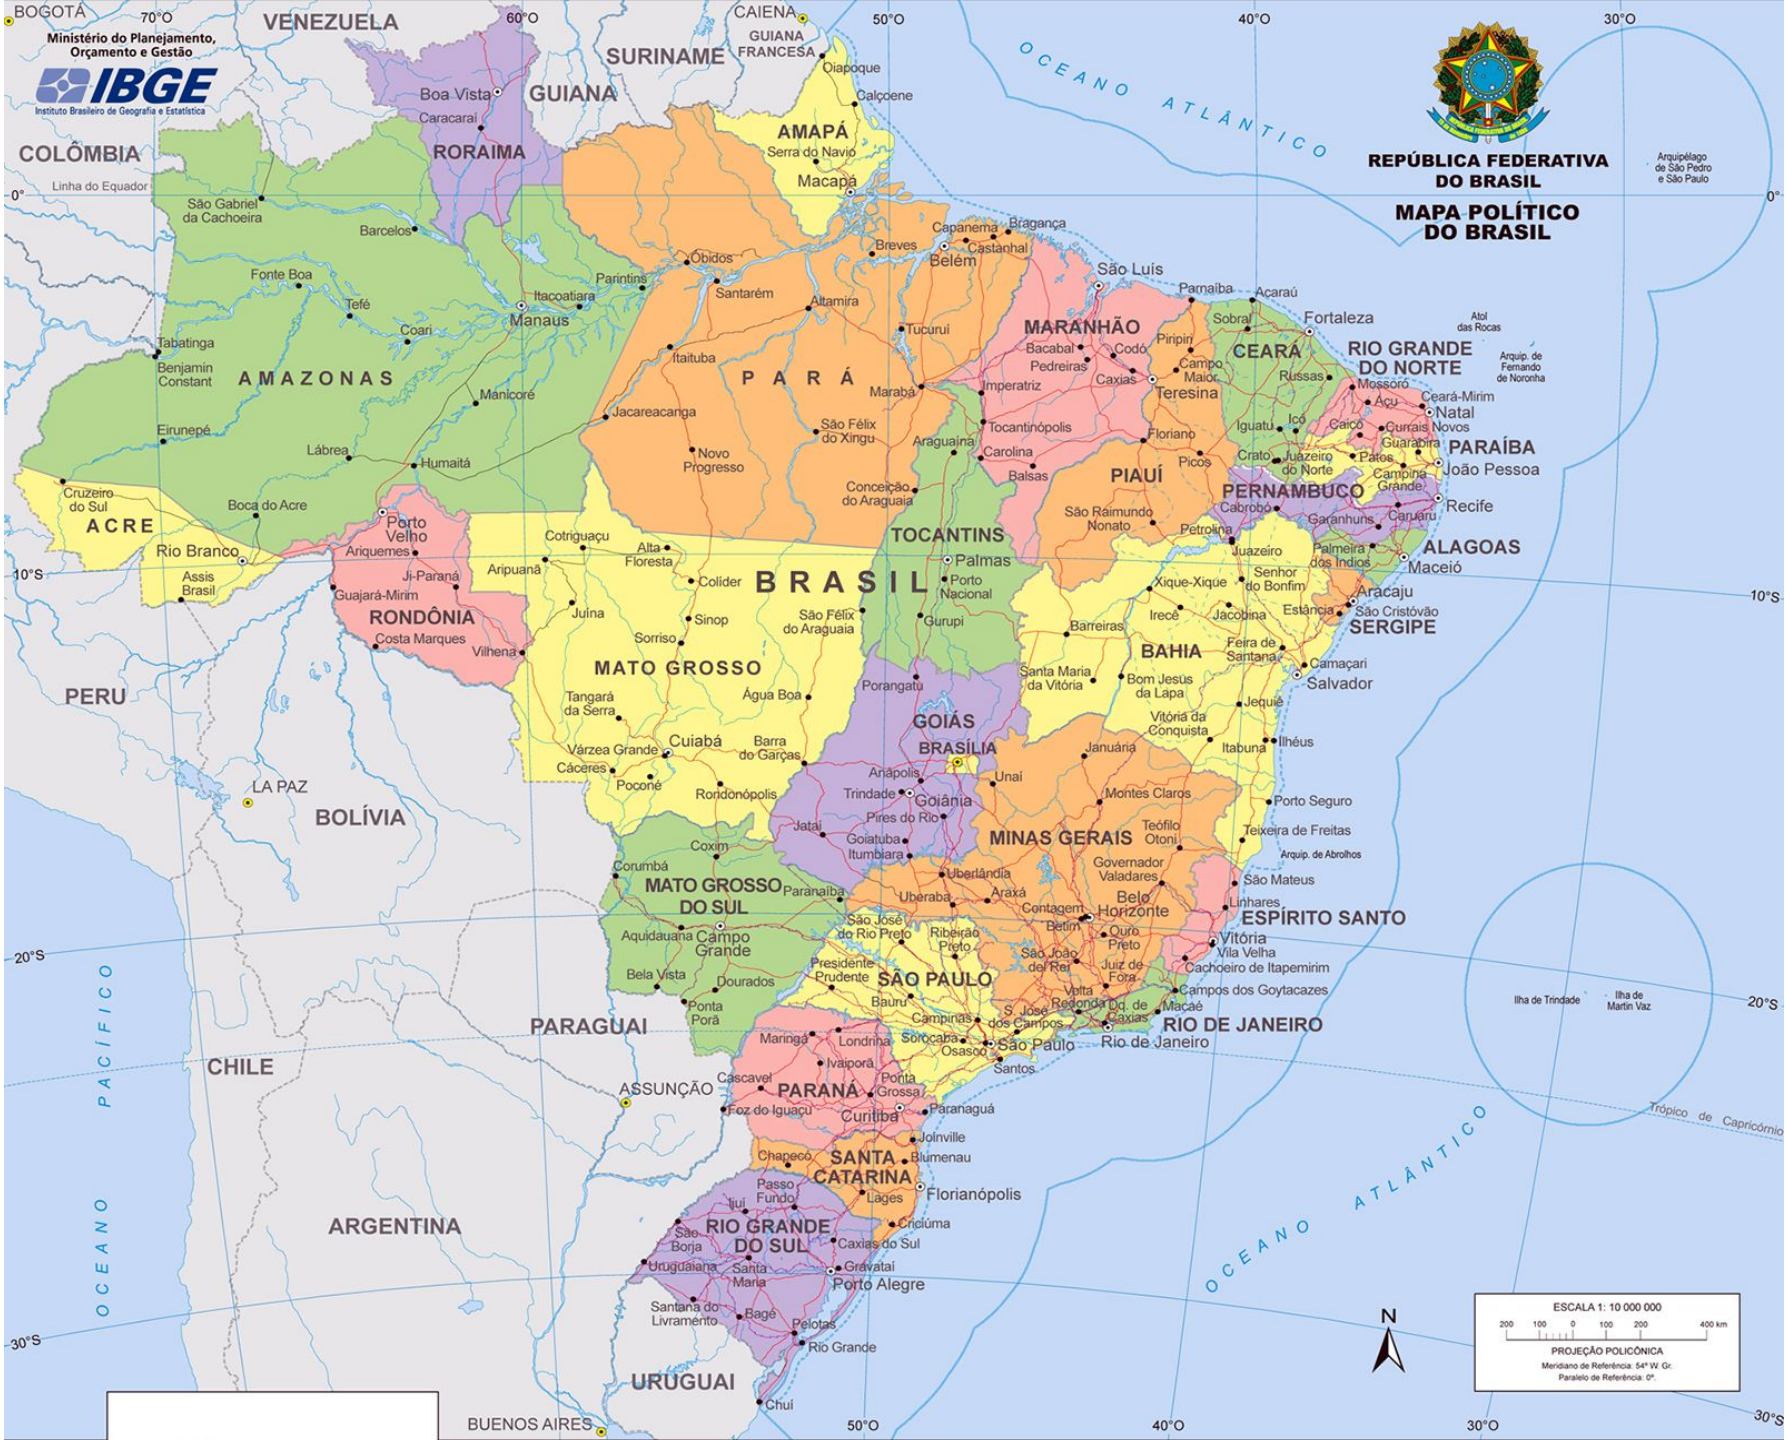 BOGOTÁ
70°O
VENEZUELA
60°O
CAIENA
50°O
40°O
30°O
Ministério do Planejamento,
Orçamento e Gestão
IBGE
Instituto Brasileiro de Geografia e Estatística
SURINAME
GUIANA
FRANCESA
Oiapoque
OCEANO ATLÂNTICO
Boa Vista
GUIANA
Calçoene
Caracaraí
AMAPÁ
Serra do Navio
COLÔMBIA
RORAIMA
REPÚBLICA FEDERATIVA
DO BRASIL
Arquipélago
de São Pedro
e São Paulo
Linha do Equador
Macapá
0°
0°
MAPA POLÍTICO
DO BRASIL
São Gabriel
da Cachoeira
Barcelos
Capanema
Bragança
Breves
Castanhal
Belém
Óbidos
Fonte Boa
Parintins
São Luís
Santarém
Itacoatiara
Altamira
Parnaíba
Açaraú
Tefé
Manaus
Sobral
Fortaleza
Atol
das Rocas
Coari
Tucuruí
MARANHÃO
Tabatinga
Itaituba
Piripiri
CEARÁ
RIO GRANDE
DO NORTE
Arquip. de
Fernando
de Noronha
Benjamin
Constant
Bacabal
Codó
Pedreiras
Campo
Maior
AMAZONAS
PARÁ
Marabá
Imperatriz
Caxias
Teresina
Russas
Mossoró
Açu
Ceará-Mirim
Manicoré
Natal
Jacareacanga
São Félix
do Xingu
Tocantinópolis
Floriano
Iguatu
Icó
Caicó
Currais Novos
Eirunepé
Araguaína
Guarabira
PARAÍBA
Lábrea
Humaitá
Novo
Progresso
Carolina
Picos
Crato
Juazeiro
do Norte
Patos
João Pessoa
Balsas
PIAUÍ
Campina
Grande
Cruzeiro
do Sul
Conceição
do Araguaia
PERNAMBUCO
Boca do Acre
Cabrobó
Recife
ACRE
Porto
Velho
São Raimundo
Nonato
Garanhuns
Caruaru
Petrolina
TOCANTINS
Cotriguaçu
Rio Branco
Ariquemes
Alta
Floresta
Juazeiro
Palmeira
dos Índios
ALAGOAS
Palmas
Maceió
10°S
Aripuanã
Assis
Brasil
Ji-Paraná
Colíder
BRASIL
Porto
Nacional
Xique-Xique
Senhor
do Bonfim
Guajará-Mirim
Aracaju
10°S
Juína
Irecê
Jacobina
Estância
São Cristóvão
RONDÔNIA
Sinop
São Félix
do Araguaia
Gurupi
Barreiras
SERGIPE
Costa Marques
Sorriso
Vilhena
BAHIA
Feira de
Santana
MATO GROSSO
Camaçari
Santa Maria
da Vitória
Bom Jesus
da Lapa
Salvador
PERU
Porangatu
Água Boa
Tangará
da Serra
Jequié
GOIÁS
Vitória da
Conquista
Várzea Grande
Cuiabá
Barra
do Garças
BRASÍLIA
Januária
Itabuna
Ilhéus
Cáceres
Anápolis
Unaí
Poconé
LA PAZ
Rondonópolis
Trindade
Goiânia
Montes Claros
Porto Seguro
BOLÍVIA
Pires do Rio
Jataí
Teófilo
Otoni
Teixeira de Freitas
Goiatuba
MINAS GERAIS
Coxim
Itumbiara
Arquip. de Abrolhos
Corumbá
Uberlândia
Governador
Valadares
São Mateus
MATO GROSSO
DO SUL
Paranaíba
Uberaba
Araxá
Belo
Horizonte
Linhares
Contagem
ESPÍRITO SANTO
São José
do Rio Preto
Betim
Aquidauana
Campo
Grande
Ribeirão
Preto
Ouro
Preto
Vitória
20°S
Vila Velha
São João
del Rei
Juiz de
Fora
Cachoeiro de Itapemirim
Bela Vista
Presidente
Prudente
SÃO PAULO
Dourados
Volta
Redonda
Campos dos Goytacazes
Ilha de Trindade
Ilha de
Martin Vaz
20°S
Bauru
Ponta
Porã
Dq. de
Caxias
Macaé
Campinas
S. José
dos Campos
PARAGUAI
RIO DE JANEIRO
Maringá
Londrina
Sorocaba
Osasco
São Paulo
Rio de Janeiro
CHILE
Ivaiporã
Santos
OCEANO PACÍFICO
ASSUNÇÃO
Cascavel
PARANÁ
Ponta
Grossa
Foz do Iguaçu
Curitiba
Paranaguá
Trópico de Capricórnio
Joinville
Chapecó
SANTA
CATARINA
Blumenau
Passo
Fundo
Florianópolis
Ijuí
Lages
ARGENTINA
RIO GRANDE
DO SUL
Criciúma
São
Borja
Caxias do Sul
OCEANO ATLÂNTICO
Uruguaiana
Santa
Maria
Gravataí
Porto Alegre
Santana do
Livramento
Bagé
N
ESCALA 1: 10 000 000
200 100 0 100 200 400 km
Pelotas
30°S
Rio Grande
PROJEÇÃO POLICÔNICA
Meridiano de Referência: 54° W. Gr.
Paralelo de Referência: 0°.
URUGUAI
Chuí
BUENOS AIRES
50°O
40°O
30°O
30°S